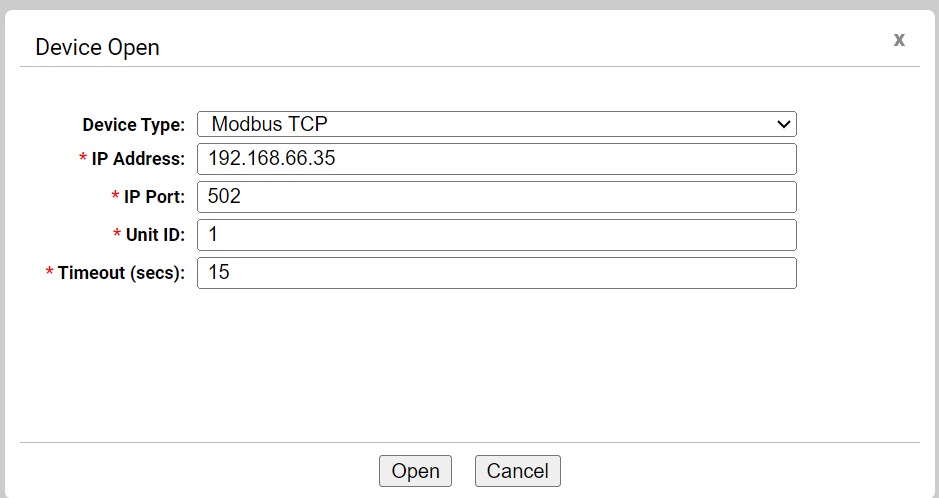 Device Open
x
Device Type: Modbus TCP
* IP Address: 192.168.66.35
* IP Port: 502
* Unit ID: 1
* Timeout (secs): 15
Open Cancel